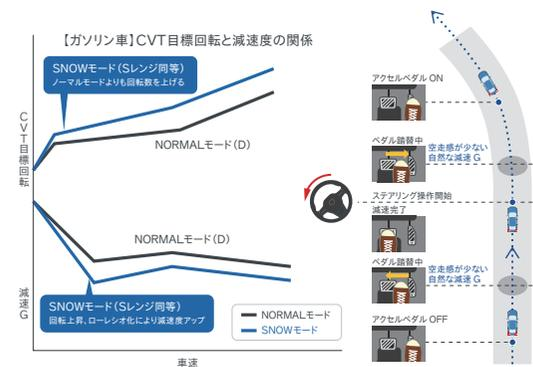 【ガソリン車】CVT目標回転と減速度の関係
SNOWモード(Sレンジ同等)
ノーマルモードよりも回転数を上げる
CVT目標回転
NORMALモード(D)
NORMALモード(D)
減速G
SNOWモード(Sレンジ同等)
回転上昇、ローレシオ化により減速度アップ
NORMALモード
SNOWモード
車速
アクセルペダル ON
ペダル踏替中
空走感が少ない
自然な減速 G
ステアリング操作開始
減速完了
ペダル踏替中
空走感が少ない
自然な減速 G
アクセルペダル OFF